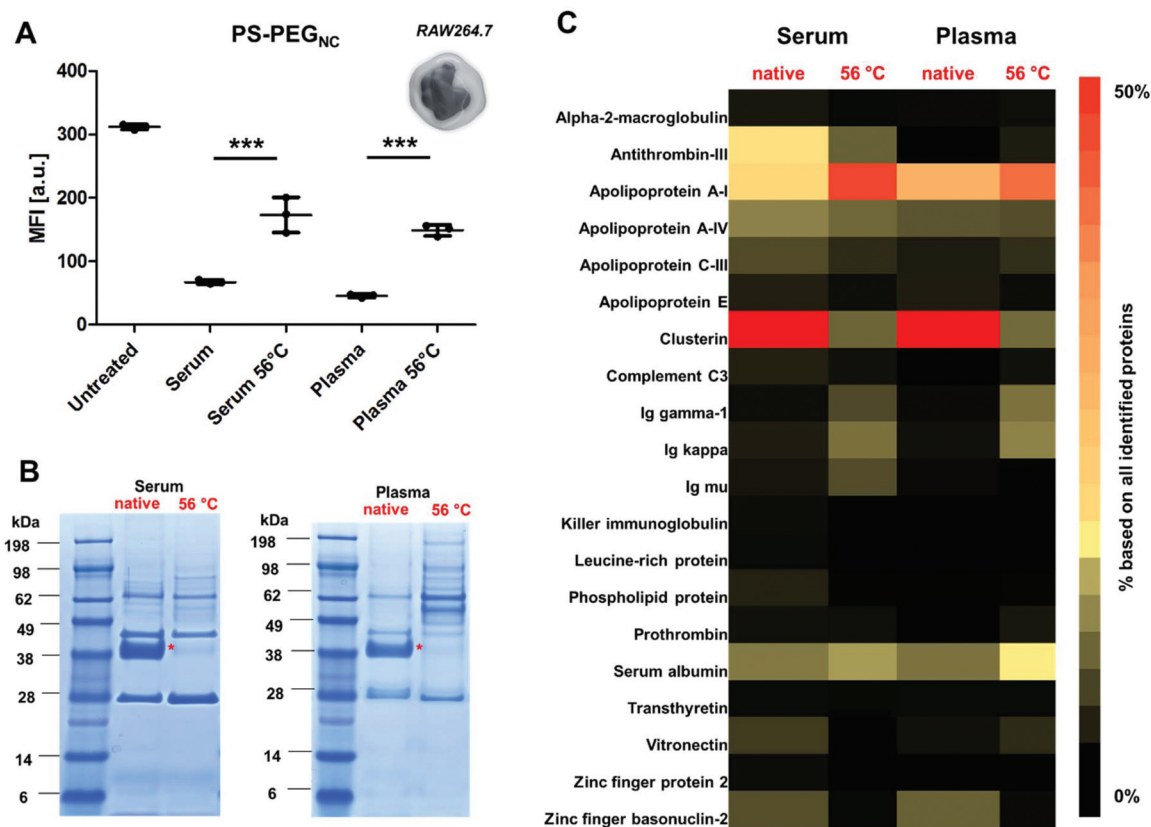 A
PS-PEGNC
RAW264.7
MFI [a.u.]
400
300
200
100
0
***
***
Untreated
Serum
Serum 56°C
Plasma
Plasma 56°C
B
Serum
native 56 °C
kDa
198
98
62
49
38
28
14
6
*
Plasma
native 56 °C
kDa
198
98
62
49
38
28
14
6
*
C
Serum Plasma
native 56 °C native 56 °C
Alpha-2-macroglobulin
Antithrombin-III
Apolipoprotein A-I
Apolipoprotein A-IV
Apolipoprotein C-III
Apolipoprotein E
Clusterin
Complement C3
Ig gamma-1
Ig kappa
Ig mu
Killer immunoglobulin
Leucine-rich protein
Phospholipid protein
Prothrombin
Serum albumin
Transthyretin
Vitronectin
Zinc finger protein 2
Zinc finger basonuclin-2
50%
0%
% based on all identified proteins